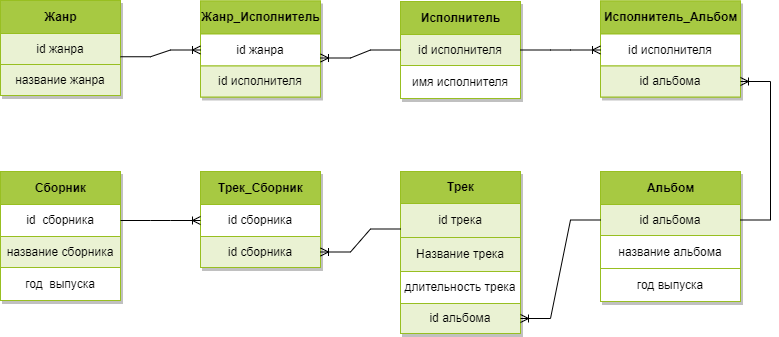 Жанр
id жанра
название жанра
Жанр_Исполнитель
id жанра
id исполнителя
Исполнитель
id исполнителя
имя исполнителя
Исполнитель_Альбом
id исполнителя
id альбома
Сборник
id сборника
название сборника
год выпуска
Трек_Сборник
id сборника
id сборника
Трек
id трека
Название трека
длительность трека
id альбома
Альбом
id альбома
название альбома
год выпуска